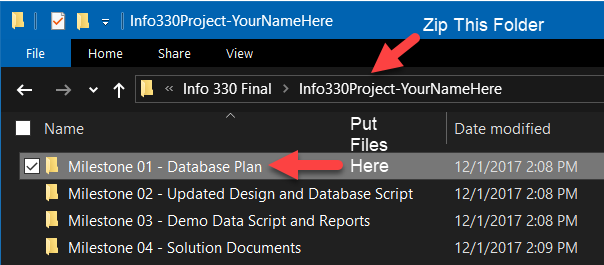 Info330Project-YourNameHere
Zip This Folder
File Home Share View
« Info 330 Final > Info330Project-YourNameHere
Name
Put
Files
Here
Date modified
Milestone 01 - Database Plan 12/1/2017 2:08 PM
Milestone 02 - Updated Design and Database Script 12/1/2017 2:08 PM
Milestone 03 - Demo Data Script and Reports 12/1/2017 2:08 PM
Milestone 04 - Solution Documents 12/1/2017 2:09 PM